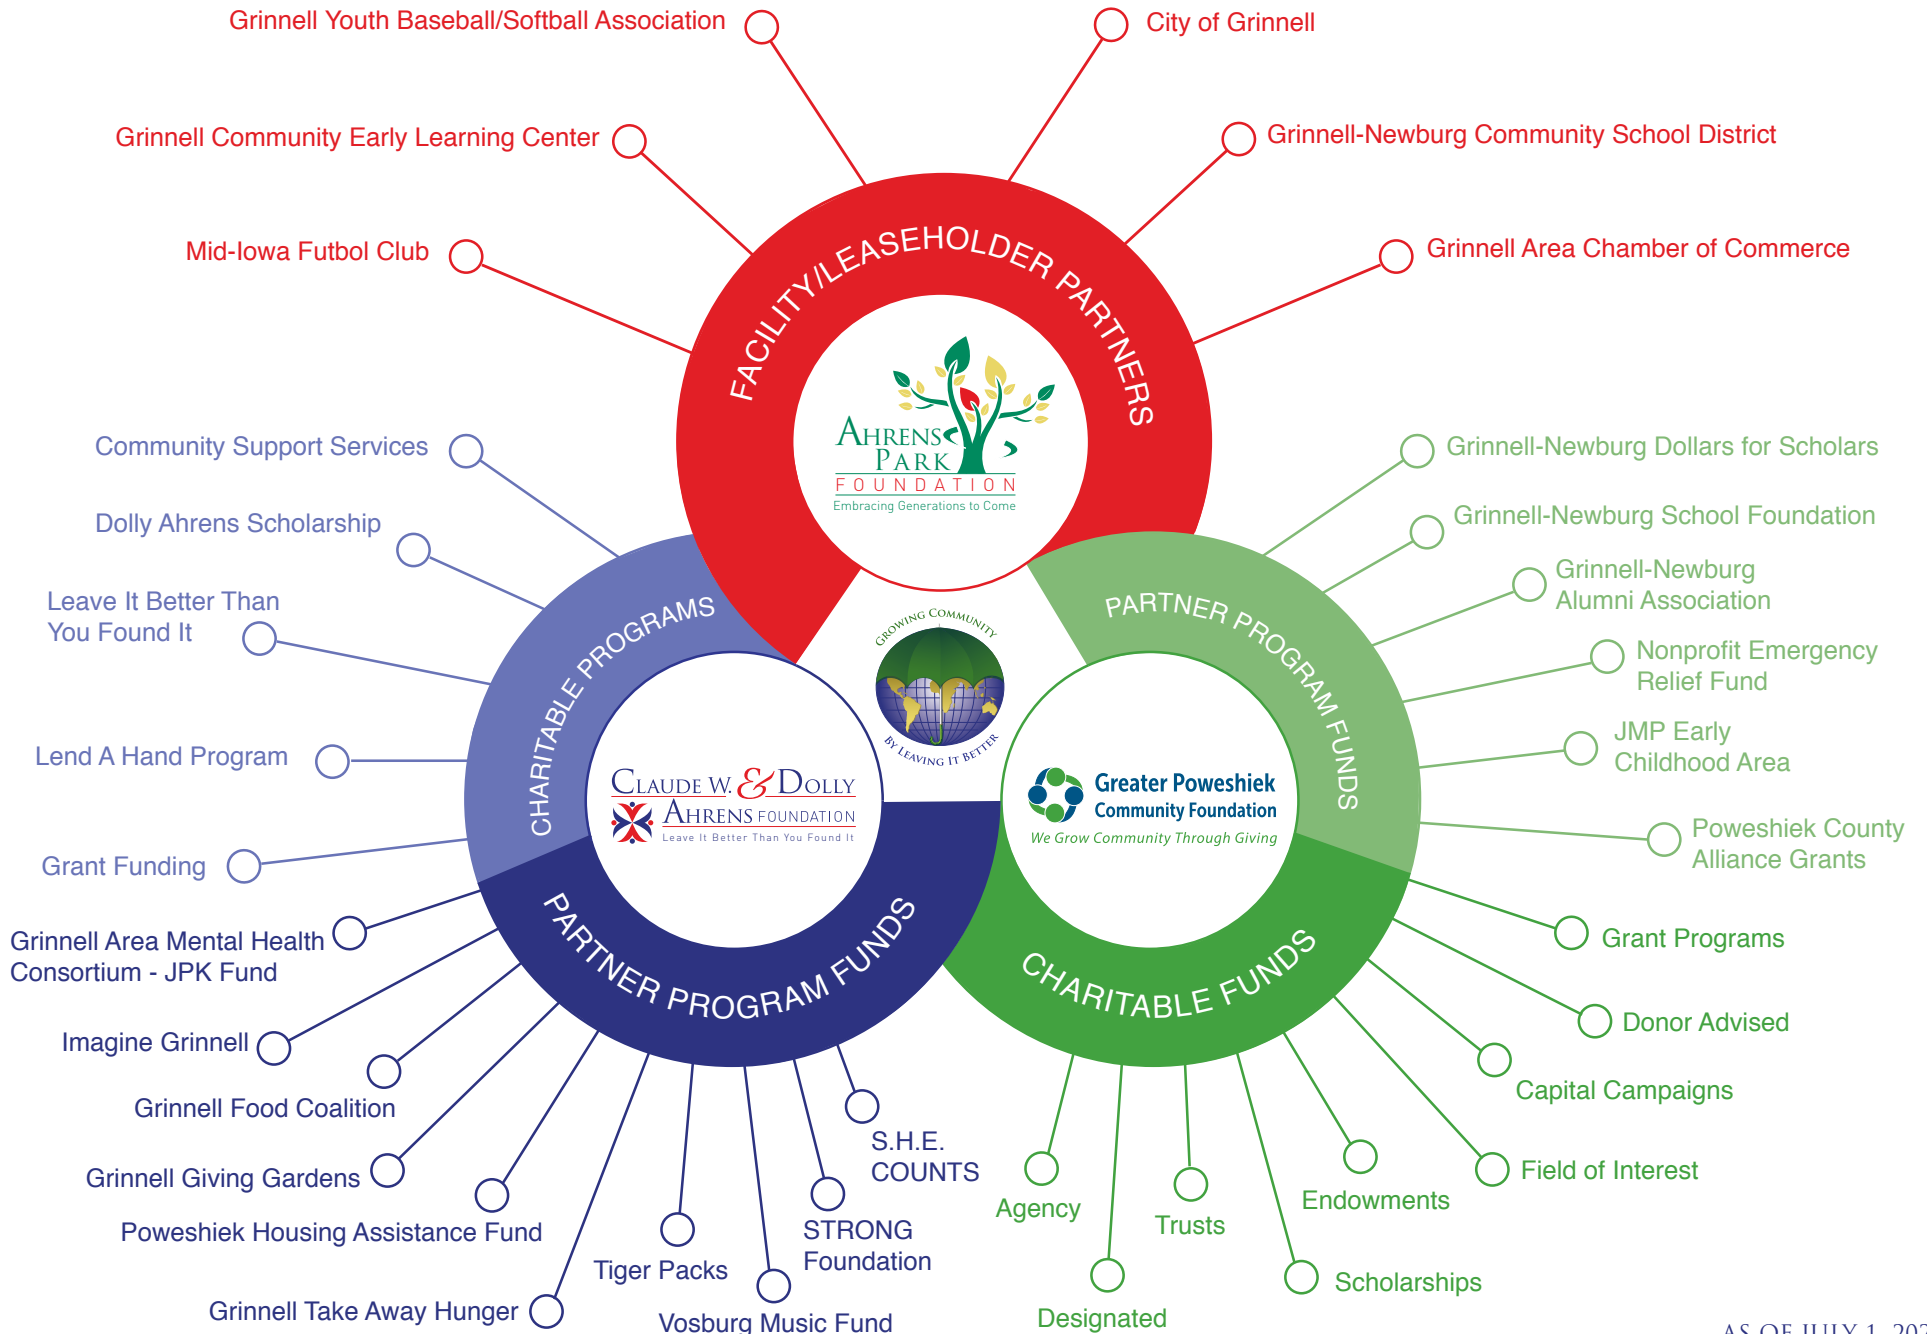 Grinnell Youth Baseball/Softball Association
City of Grinnell
Grinnell Community Early Learning Center
Grinnell-Newburg Community School District
Mid-Iowa Futbol Club
Grinnell Area Chamber of Commerce
FACILITY/LEASEHOLDER PARTNERS
AHRENS
PARK
FOUNDATION
Embracing Generations to Come
Community Support Services
Dolly Ahrens Scholarship
Leave It Better Than
You Found It
Lend A Hand Program
Grant Funding
CHARITABLE PROGRAMS
GROWING COMMUNITY
BY LEAVING IT BETTER
CLAUDE W. & DOLLY
AHRENS FOUNDATION
Leave It Better Than You Found It
Grinnell-Newburg Dollars for Scholars
Grinnell-Newburg School Foundation
Grinnell-Newburg
Alumni Association
Nonprofit Emergency
Relief Fund
JMP Early
Childhood Area
Poweshiek County
Alliance Grants
PARTNER PROGRAM FUNDS
Greater Poweshiek
Community Foundation
We Grow Community Through Giving
PARTNER PROGRAM FUNDS
Grinnell Area Mental Health
Consortium - JPK Fund
Imagine Grinnell
Grinnell Food Coalition
Grinnell Giving Gardens
Poweshiek Housing Assistance Fund
Grinnell Take Away Hunger
Tiger Packs
Vosburg Music Fund
STRONG
Foundation
S.H.E.
COUNTS
CHARITABLE FUNDS
Grant Programs
Donor Advised
Capital Campaigns
Field of Interest
Endowments
Scholarships
Trusts
Designated
Agency
AS OF JULY 1,